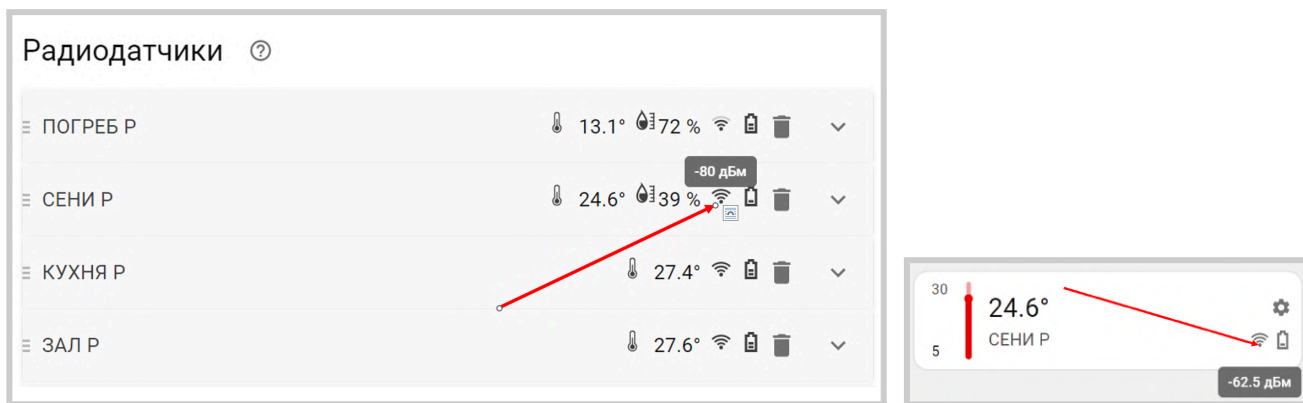 Радиодатчики ?
ПОГРЕБ Р 13.1° 72 %
-80 дБм
СЕНИ Р 24.6° 39 %
КУХНЯ Р 27.4°
ЗАЛ Р 27.6°
30
24.6°
СЕНИ Р
5
-62.5 дБм